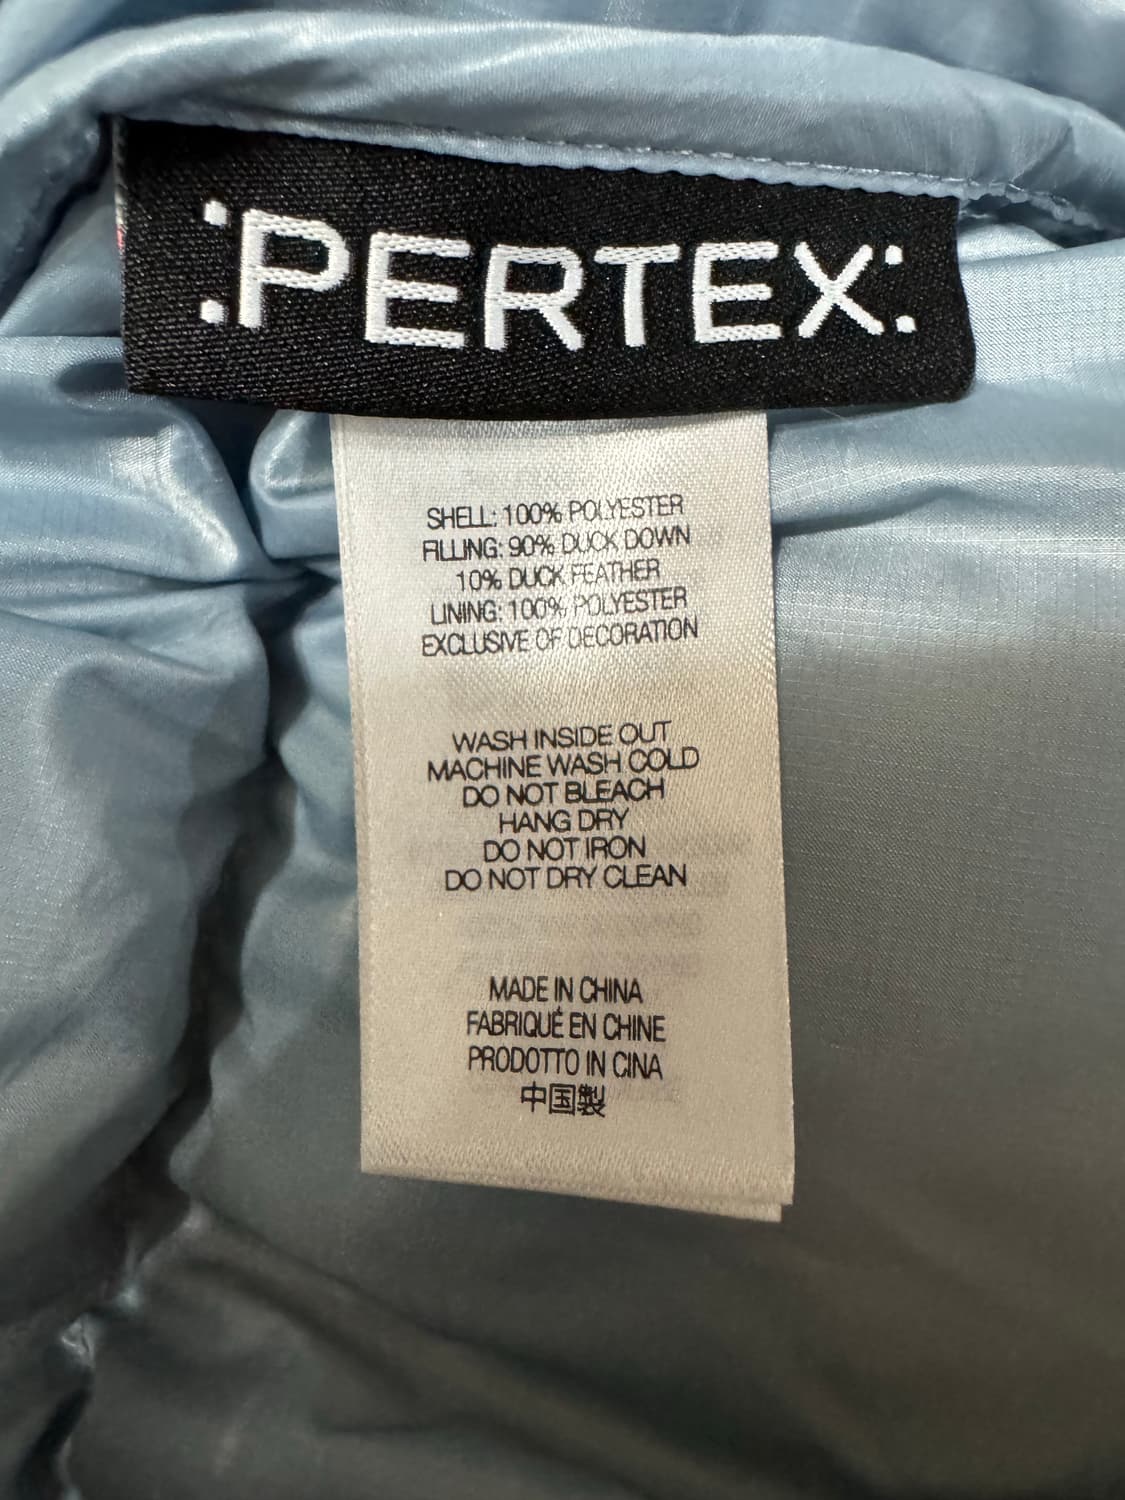 :PERTEX:
SHELL: 100% POLYESTER
FILLING: 90% DUCK DOWN
10% DUCK FEATHER
LINING: 100% POLYESTER
EXCLUSIVE OF DECORATION
WASH INSIDE OUT
MACHINE WASH COLD
DO NOT BLEACH
HANG DRY
DO NOT IRON
DO NOT DRY CLEAN
MADE IN CHINA
FABRIQUÉ EN CHINE
PRODOTTO IN CINA
中国製